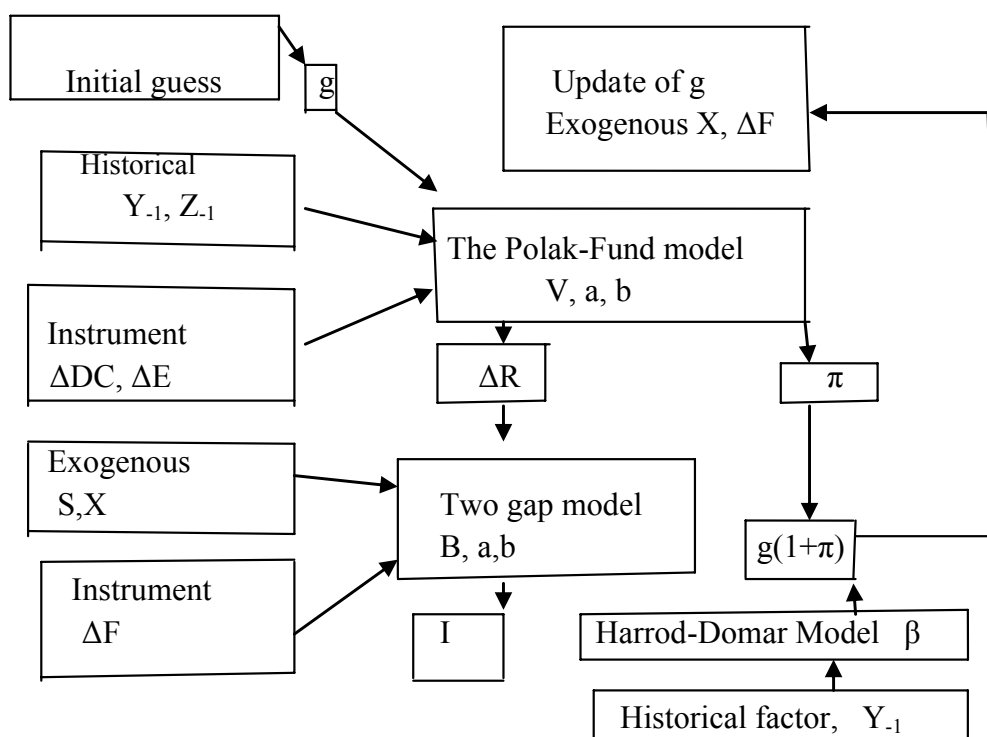 Initial guess
g
Update of g
Exogenous X, ΔF
Historical
Y-1, Z-1
The Polak-Fund model
V, a, b
Instrument
ΔDC, ΔE
ΔR
π
Exogenous
S,X
Two gap model
B, a,b
g(1+π)
Instrument
ΔF
I
Harrod-Domar Model β
Historical factor, Y-1